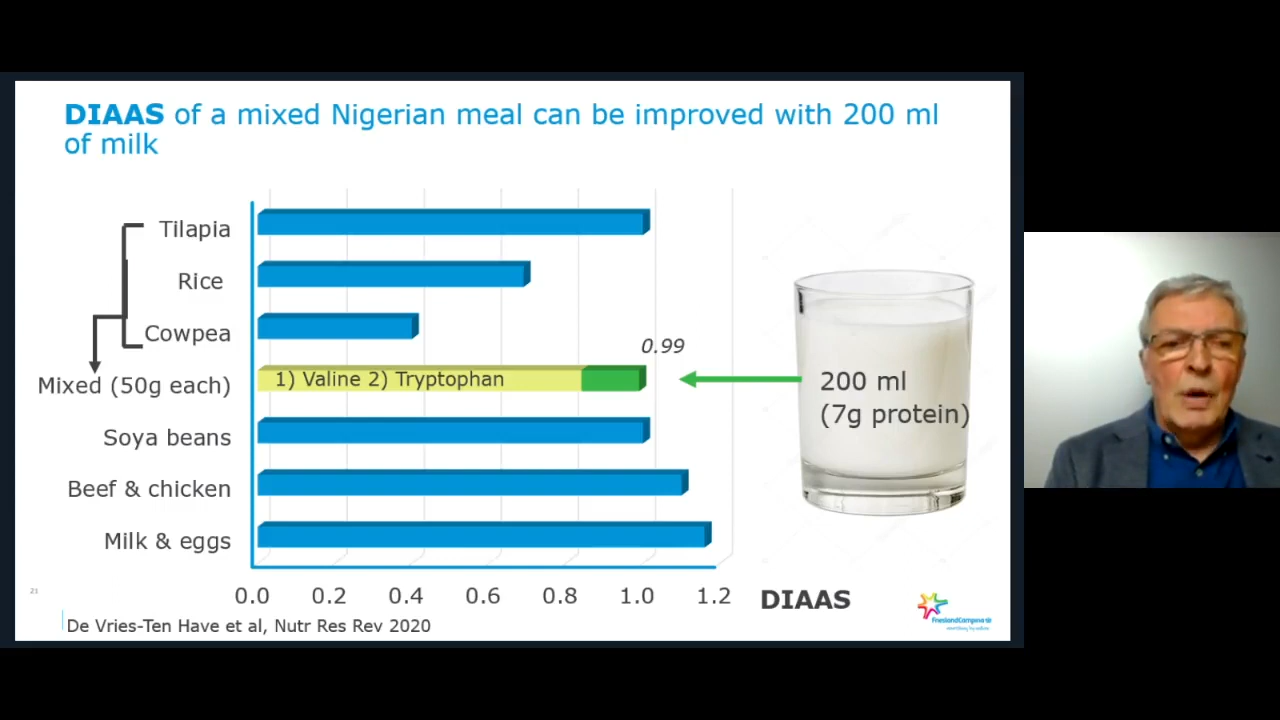 DIAAS of a mixed Nigerian meal can be improved with 200 ml
of milk
Tilapia
Rice
Cowpea
0.99
Mixed (50g each)
1) Valine 2) Tryptophan
200 ml
(7g protein)
Soya beans
Beef & chicken
Milk & eggs
0.0 0.2 0.4 0.6 0.8 1.0 1.2
DIAAS
21
De Vries-Ten Have et al, Nutr Res Rev 2020
FrieslandCampina